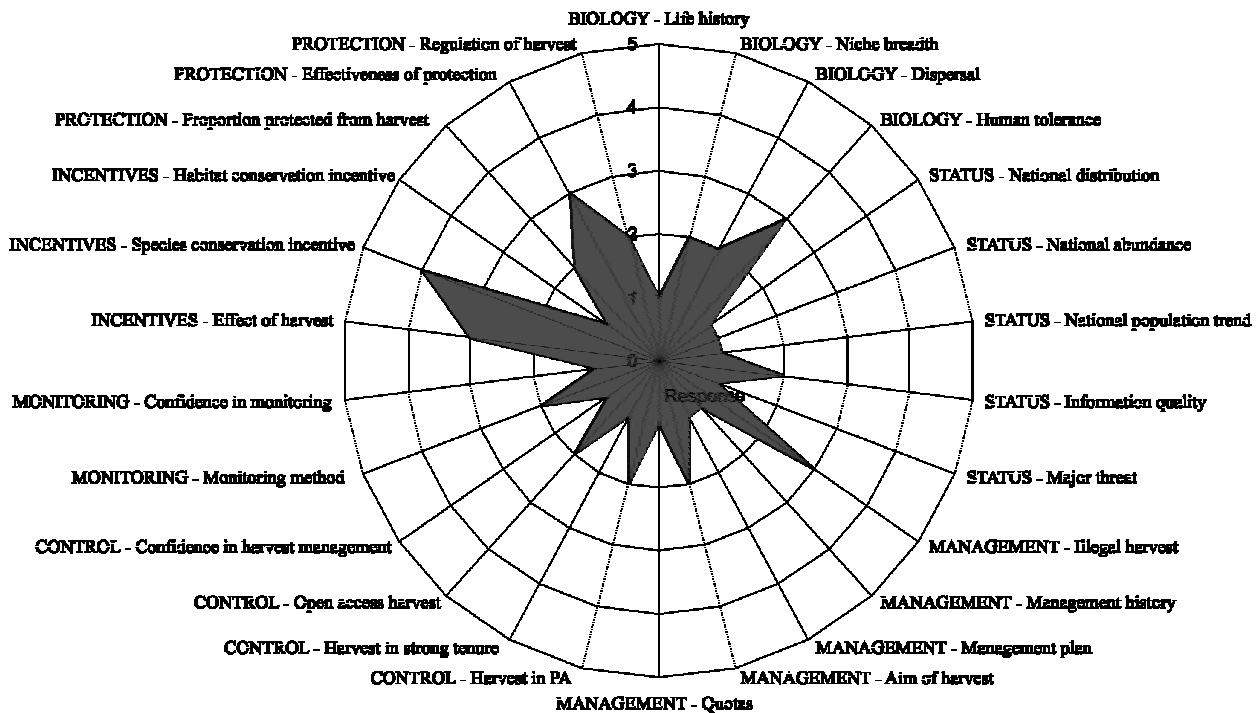 BIOLOGY - Life history
PROTECTION - Regulation of harvest
5
BIOLOGY - Niche breadth
PROTECTION - Effectiveness of protection
BIOLOGY - Dispersal
4
PROTECTION - Proportion protected from harvest
BIOLOGY - Human tolerance
3
INCENTIVES - Habitat conservation incentive
STATUS - National distribution
2
INCENTIVES - Species conservation incentive
STATUS - National abundance
1
INCENTIVES - Effect of harvest
STATUS - National population trend
0
Response
MONITORING - Confidence in monitoring
STATUS - Information quality
MONITORING - Monitoring method
STATUS - Major threat
CONTROL - Confidence in harvest management
MANAGEMENT - Illegal harvest
CONTROL - Open access harvest
MANAGEMENT - Management history
CONTROL - Harvest in strong tenure
MANAGEMENT - Management plan
CONTROL - Harvest in PA
MANAGEMENT - Aim of harvest
MANAGEMENT - Quotas